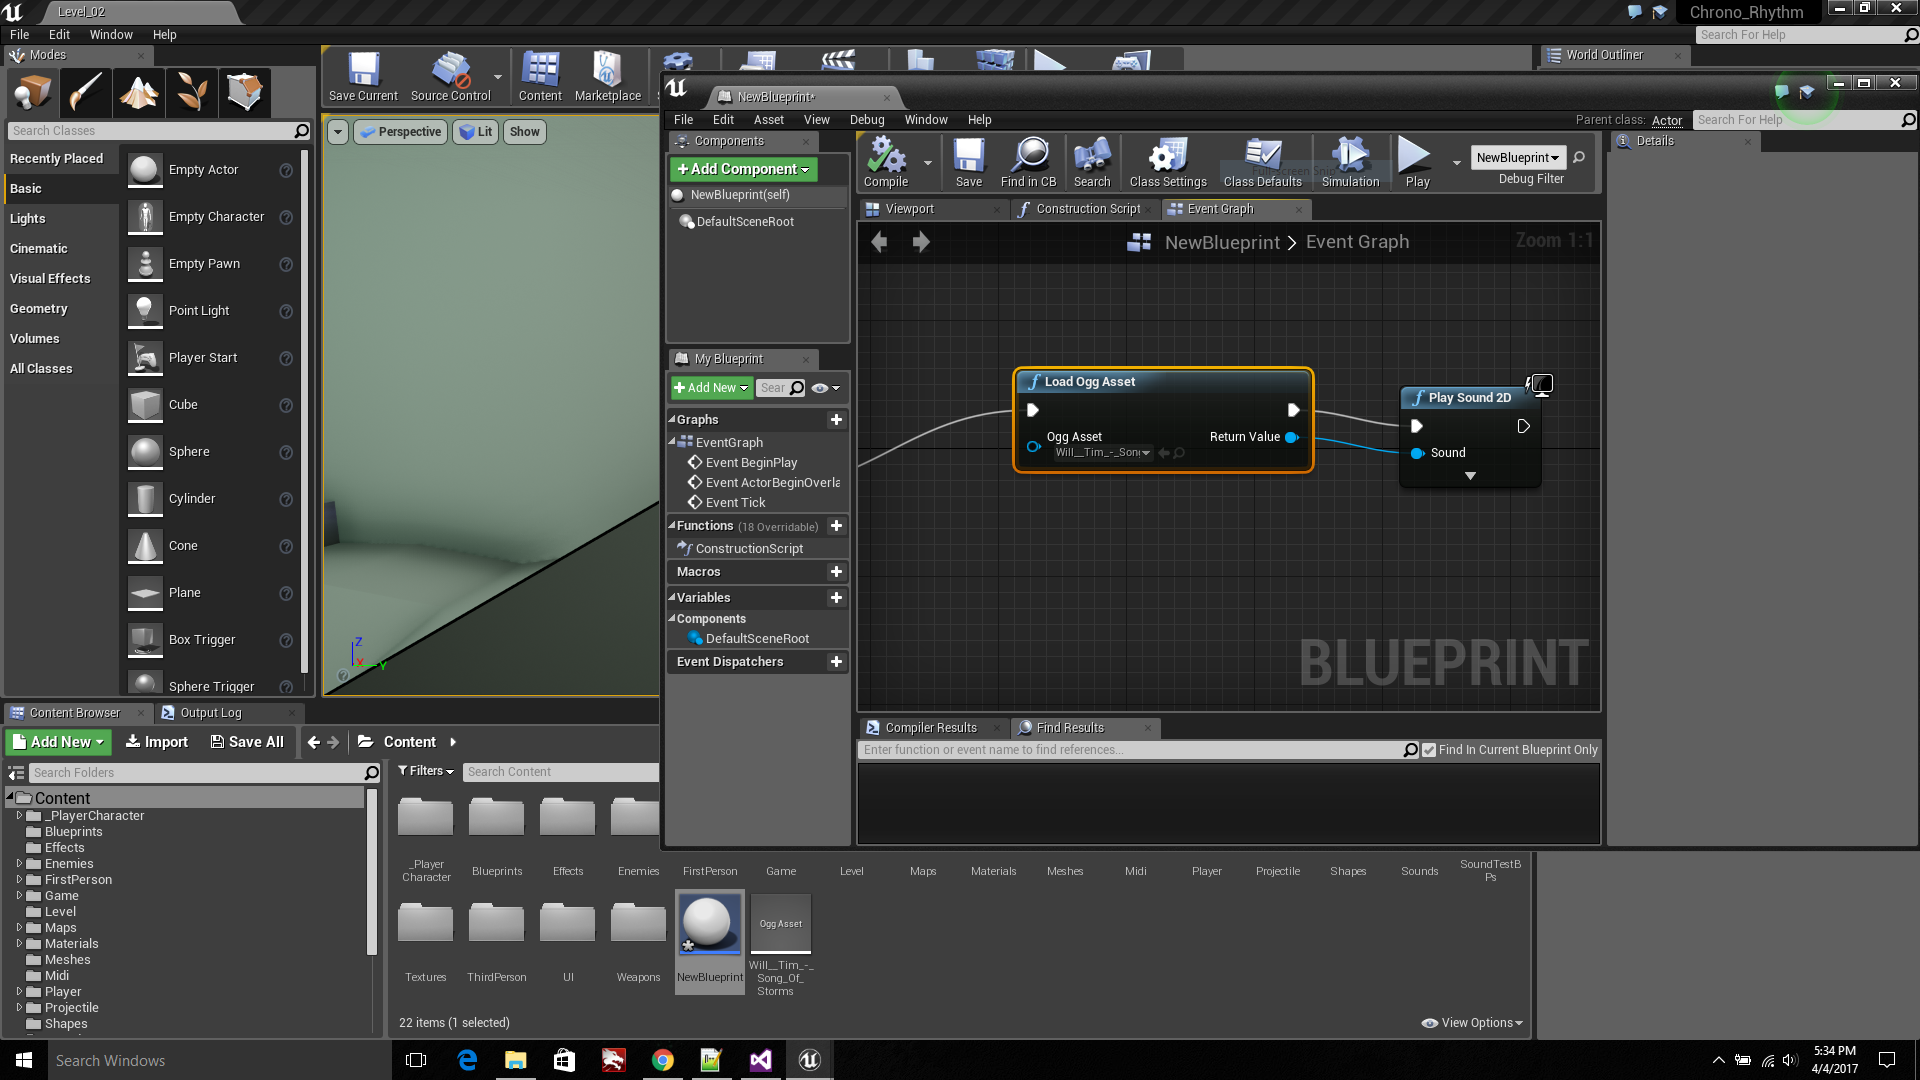 Level_02
Chrono_Rhythm
File Edit Window Help
Search For Help
Modes
World Outliner
Save Current
Source Control
Content
Marketplace
Search Classes
Recently Placed
Basic
Lights
Cinematic
Visual Effects
Geometry
Volumes
All Classes
Empty Actor
Empty Character
Empty Pawn
Point Light
Player Start
Cube
Sphere
Cylinder
Cone
Plane
Box Trigger
Sphere Trigger
Perspective
Lit
Show
Z
X
Y
NewBlueprint*
File Edit Asset View Debug Window Help
Parent class: Actor
Search For Help
Components
+Add Component
NewBlueprint(self)
DefaultSceneRoot
Compile
Save
Find in CB
Search
Class Settings
Class Defaults
Simulation
Play
NewBlueprint
Debug Filter
Full-screen Snip
Details
Viewport
Construction Script
Event Graph
NewBlueprint > Event Graph
Zoom 1:1
f Load Ogg Asset
Ogg Asset
Will__Tim_-_Son
Return Value
f Play Sound 2D
Sound
BLUEPRINT
My Blueprint
+Add New
Sear
Graphs
EventGraph
Event BeginPlay
Event ActorBeginOverla
Event Tick
Functions (18 Overridable)
ConstructionScript
Macros
Variables
Components
DefaultSceneRoot
Event Dispatchers
Compiler Results
Find Results
Enter function or event name to find references...
Find In Current Blueprint Only
Content Browser
Output Log
Add New
Import
Save All
Content
Search Folders
Filters
Search Content
Content
_PlayerCharacter
Blueprints
Effects
Enemies
FirstPerson
Game
Level
Maps
Materials
Meshes
Midi
Player
Projectile
Shapes
_Player
Character
Blueprints
Effects
Enemies
FirstPerson
Game
Level
Maps
Materials
Meshes
Midi
Player
Projectile
Shapes
Sounds
SoundTestB
Ps
Textures
ThirdPerson
UI
Weapons
NewBlueprint
Ogg Asset
Will__Tim_-_
Song_Of_
Storms
22 items (1 selected)
View Options
Search Windows
5:34 PM
4/4/2017